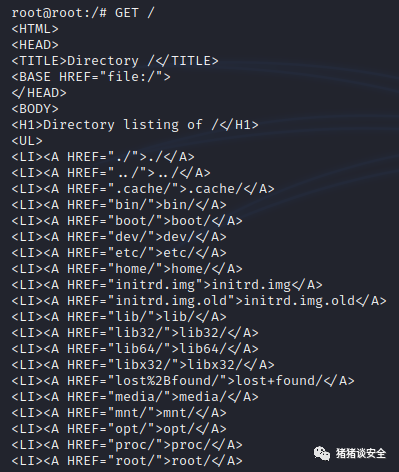 root@root:/# GET /
<HTML>
<HEAD>
<TITLE>Directory /</TITLE>
<BASE HREF="file:/">
</HEAD>
<BODY>
<H1>Directory listing of /</H1>
<UL>
<LI><A HREF="./">./</A>
<LI><A HREF="../">../</A>
<LI><A HREF=".cache/">.cache/</A>
<LI><A HREF="bin/">bin/</A>
<LI><A HREF="boot/">boot/</A>
<LI><A HREF="dev/">dev/</A>
<LI><A HREF="etc/">etc/</A>
<LI><A HREF="home/">home/</A>
<LI><A HREF="initrd.img">initrd.img</A>
<LI><A HREF="initrd.img.old">initrd.img.old</A>
<LI><A HREF="lib/">lib/</A>
<LI><A HREF="lib32/">lib32/</A>
<LI><A HREF="lib64/">lib64/</A>
<LI><A HREF="libx32/">libx32/</A>
<LI><A HREF="lost%2Bfound/">lost+found/</A>
<LI><A HREF="media/">media/</A>
<LI><A HREF="mnt/">mnt/</A>
<LI><A HREF="opt/">opt/</A>
<LI><A HREF="proc/">proc/</A>
<LI><A HREF="root/">root/</A>
猪猪谈安全